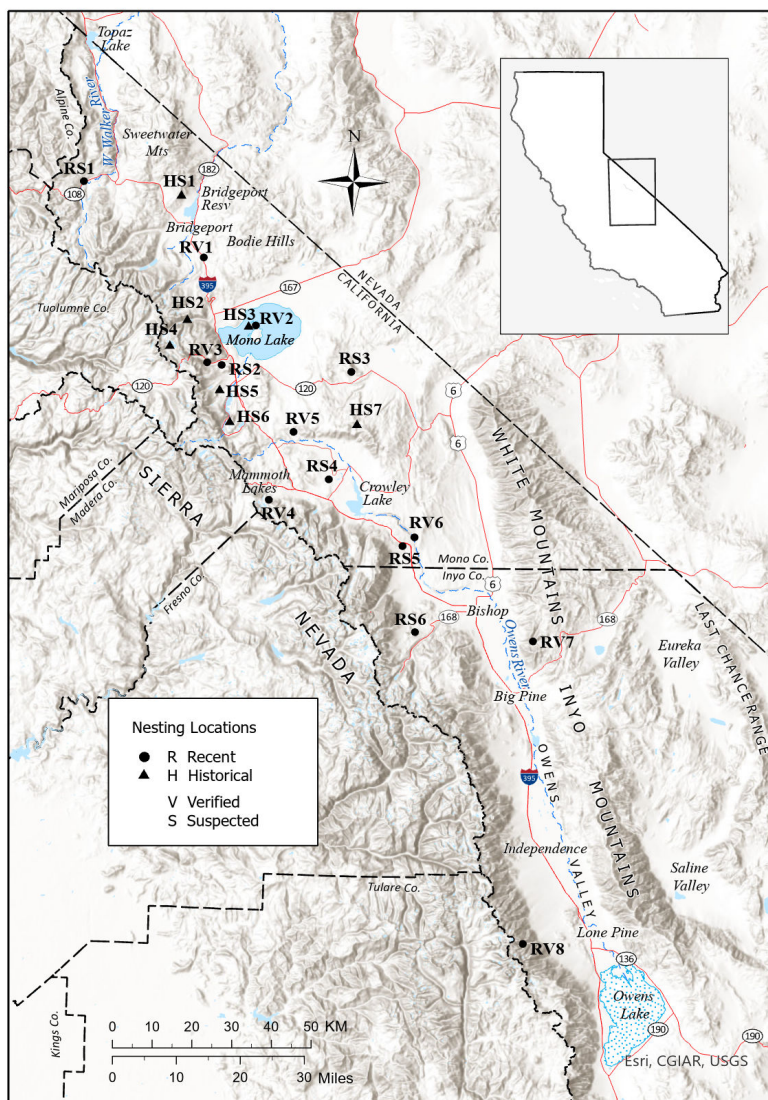 Topaz
Lake
Alpine Co.
W. Walker River
Sweetwater
Mts
RS1
108
HS1
182
Bridgeport
Resv
Bridgeport
Bodie Hills
RV1
395
N
NEVADA
CALIFORNIA
167
Tuolumne Co.
HS2
HS3
RV2
HS4
Mono Lake
RV3
RS2
RS3
120
120
HS5
6
HS6
RV5
HS7
6
Mariposa Co.
Madera Co.
SIERRA
NEVADA
Mammoth
Lakes
RS4
Crowley
Lake
RV4
RV6
RS5
Mono Co.
Inyo Co.
6
WHITE MOUNTAINS
Fresno Co.
Bishop
RS6
168
Owens River
RV7
168
Eureka
Valley
LAST CHANCE RANGE
Big Pine
INYO MOUNTAINS
Nesting Locations
R Recent
H Historical
V Verified
S Suspected
395
OWENS VALLEY
Independence
Saline
Valley
Tulare Co.
Lone Pine
RV8
136
Owens
Lake
190
190
Kings Co.
0 10 20 30 40 50 KM
0 10 20 30 Miles
Esri, CGIAR, USGS